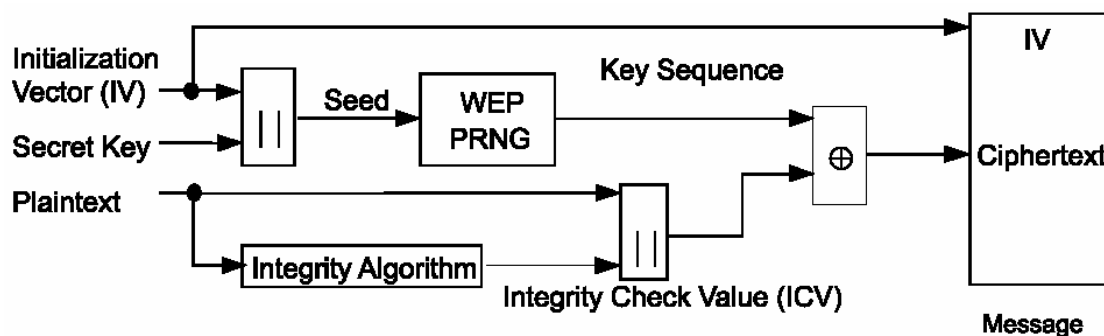 Initialization
Vector (IV)
Secret Key
Plaintext
||
Seed
WEP
PRNG
Key Sequence
Integrity Algorithm
||
Integrity Check Value (ICV)
⊕
IV
Ciphertext
Message